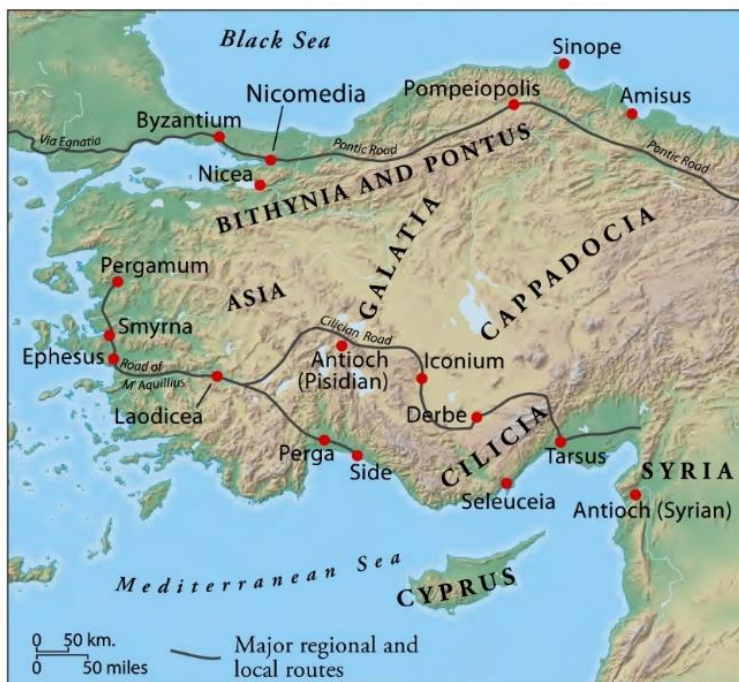 Black Sea
Sinope
Nicomedia
Pompeiopolis
Amisus
Byzantium
Via Egnatia
Pontic Road
Pontic Road
Nicea
BITHYNIA AND PONTUS
GALATIA
CAPPADOCIA
Pergamum
ASIA
Smyrna
Cilician Road
Ephesus
Road of
M' Aquillius
Antioch
(Pisidian)
Iconium
Laodicea
Derbe
CILICIA
Perga
Side
Tarsus
SYRIA
Seleuceia
Antioch (Syrian)
Mediterranean Sea
CYPRUS
0 50 km.
0 50 miles
Major regional and
local routes